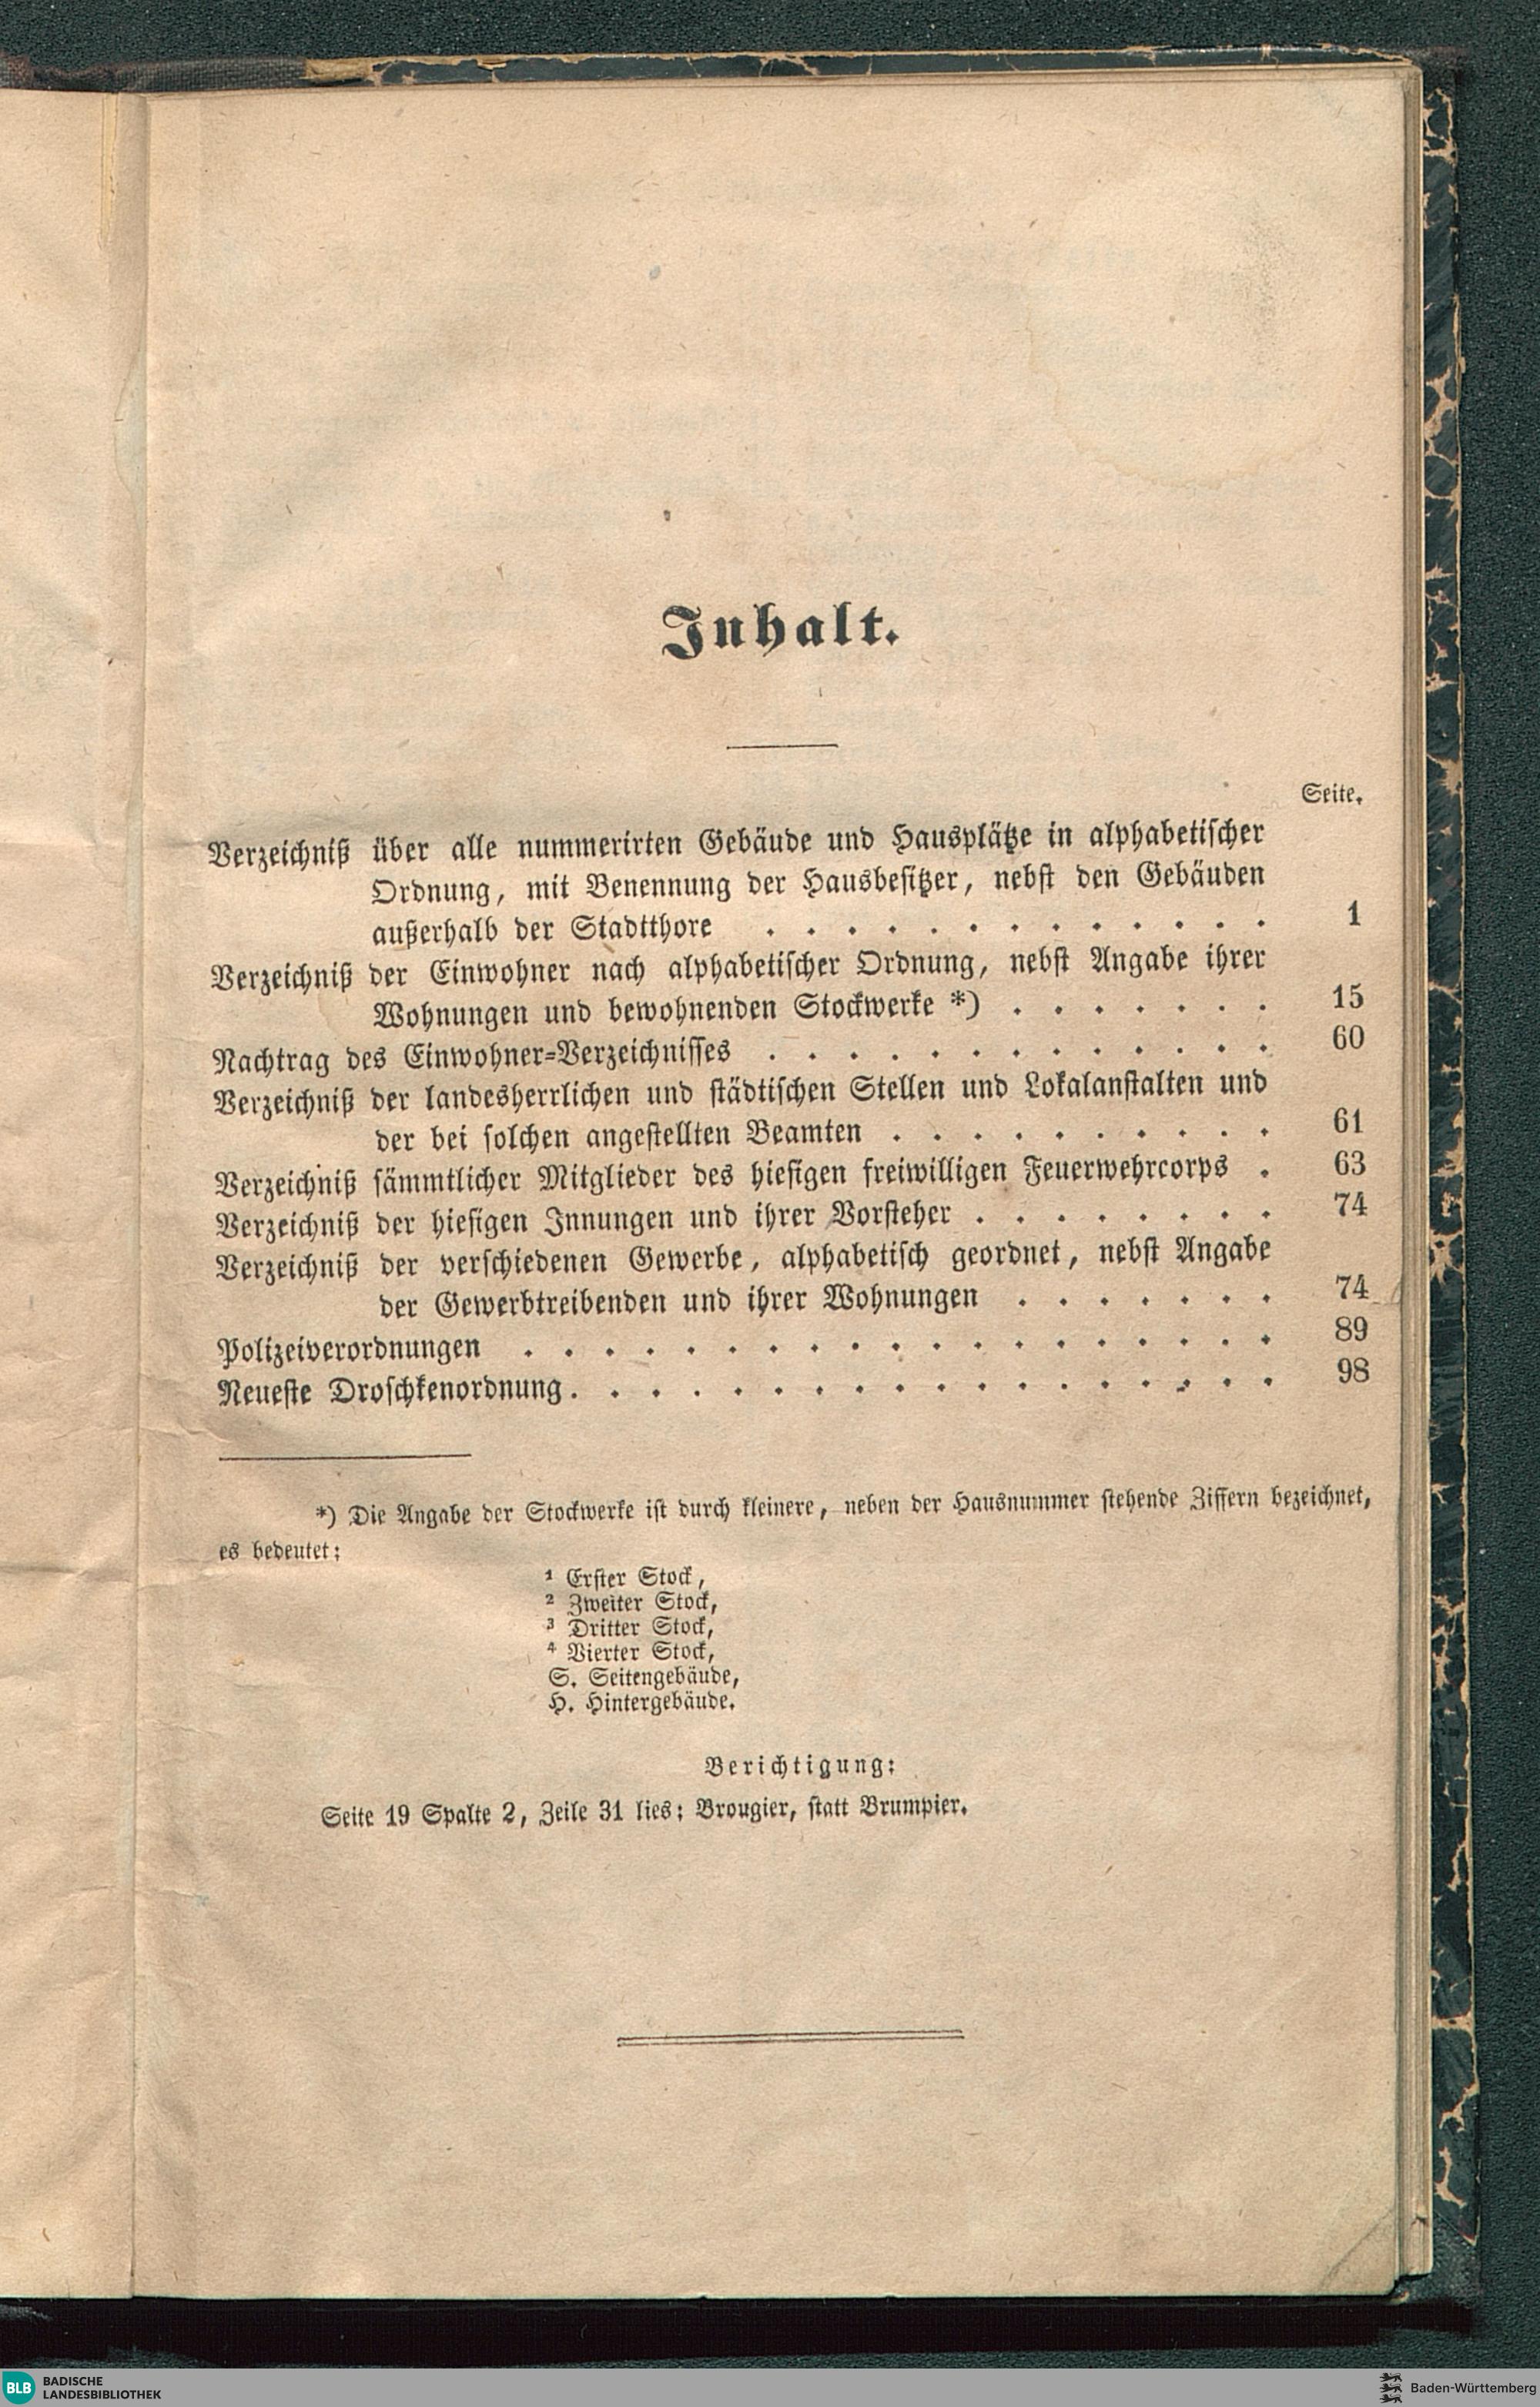 Inhalt.
Seite.
Verzeichniß über alle nummerirten Gebäude und Hausplätze in alphabetischer
Ordnung, mit Benennung der Hausbesitzer, nebst den Gebäuden
außerhalb der Stadtthore . . . . . . . . . . . . . 1
Verzeichniß der Einwohner nach alphabetischer Ordnung, nebst Angabe ihrer
Wohnungen und bewohnenden Stockwerke *) . . . . . . . 15
Nachtrag des Einwohner-Verzeichnisses . . . . . . . . . . . . . 60
Verzeichniß der landesherrlichen und städtischen Stellen und Lokalanstalten und
der bei solchen angestellten Beamten . . . . . . . . . . 61
Verzeichniß sämmtlicher Mitglieder des hiesigen freiwilligen Feuerwehrcorps . 63
Verzeichniß der hiesigen Innungen und ihrer Vorsteher . . . . . . . . 74
Verzeichniß der verschiedenen Gewerbe, alphabetisch geordnet, nebst Angabe
der Gewerbtreibenden und ihrer Wohnungen . . . . . . . 74
Polizeiverordnungen . . . . . . . . . . . . . . . . . . . 89
Neueste Droschkenordnung . . . . . . . . . . . . . . . . . . 98
*) Die Angabe der Stockwerke ist durch kleinere, neben der Hausnummer stehende Ziffern bezeichnet,
es bedeutet:
¹ Erster Stock,
² Zweiter Stock,
³ Dritter Stock,
⁴ Vierter Stock,
S. Seitengebäude,
H. Hintergebäude.
Berichtigung:
Seite 19 Spalte 2, Zeile 31 lies: Brougier, statt Brumpier.
BLB BADISCHE
LANDESBIBLIOTHEK
Baden-Württemberg